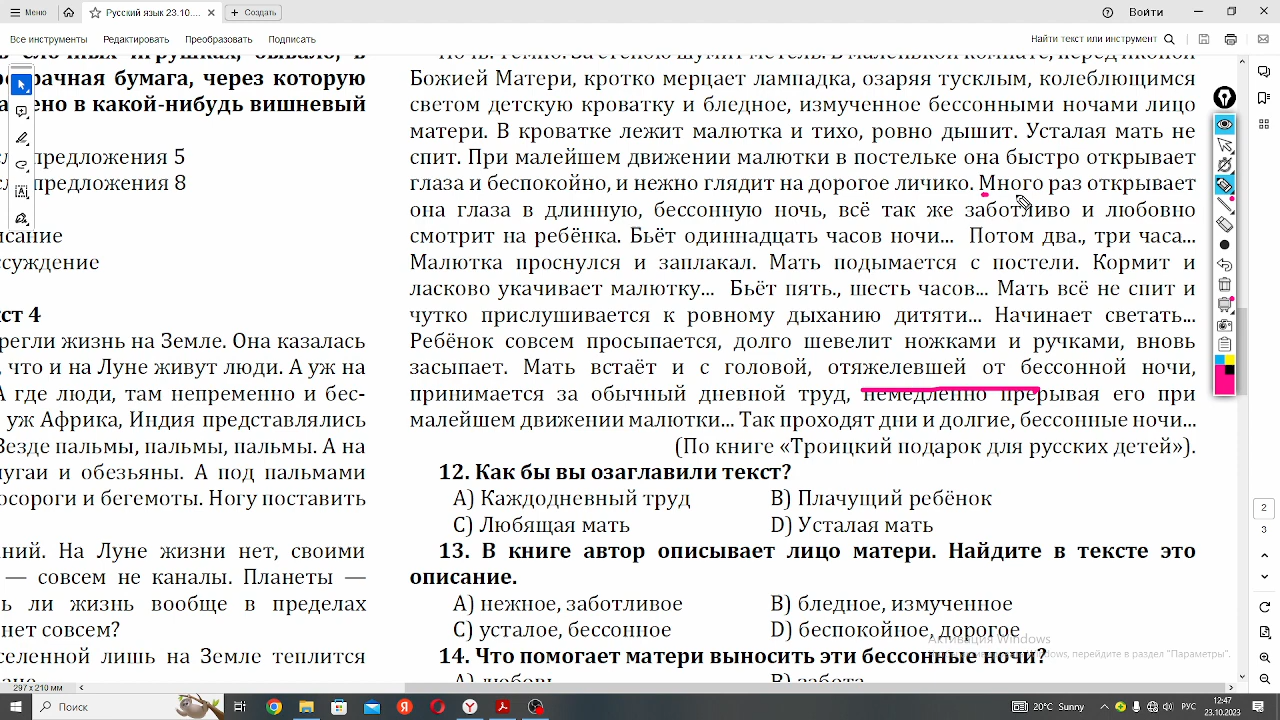 Меню
Русский язык 23.10....
Создать
Войти
Все инструменты
Редактировать
Преобразовать
Подписать
Найти текст или инструмент
рачная бумага, через которую
ено в какой-нибудь вишневый
предложения 5
предложения 8
исание
ссуждение
ст 4
регли жизнь на Земле. Она казалась
, что и на Луне живут люди. А уж на
А где люди, там непременно и бес-
уж Африка, Индия представлялись
Везде пальмы, пальмы, пальмы. А на
угаи и обезьяны. А под пальмами
осороги и бегемоты. Ногу поставить
ний. На Луне жизни нет, своими
— совсем не каналы. Планеты —
ь ли жизнь вообще в пределах
нет совсем?
селенной лишь на Земле теплится
Божией Матери, кротко мерцает лампадка, озаряя тусклым, колеблющимся
светом детскую кроватку и бледное, измученное бессонными ночами лицо
матери. В кроватке лежит малютка и тихо, ровно дышит. Усталая мать не
спит. При малейшем движении малютки в постельке она быстро открывает
глаза и беспокойно, и нежно глядит на дорогое личико. Много раз открывает
она глаза в длинную, бессонную ночь, всё так же заботливо и любовно
смотрит на ребёнка. Бьёт одиннадцать часов ночи... Потом два., три часа...
Малютка проснулся и заплакал. Мать подымается с постели. Кормит и
ласково укачивает малютку... Бьёт пять., шесть часов... Мать всё не спит и
чутко прислушивается к ровному дыханию дитяти... Начинает светать...
Ребёнок совсем просыпается, долго шевелит ножками и ручками, вновь
засыпает. Мать встаёт и с головой, отяжелевшей от бессонной ночи,
принимается за обычный дневной труд, немедленно прерывая его при
малейшем движении малютки... Так проходят дни и долгие, бессонные ночи...
(По книге «Троицкий подарок для русских детей»).
12. Как бы вы озаглавили текст?
A) Каждодневный труд B) Плачущий ребёнок
C) Любящая мать D) Усталая мать
13. В книге автор описывает лицо матери. Найдите в тексте это
описание.
A) нежное, заботливое B) бледное, измученное
C) усталое, бессонное D) беспокойное, дорогое
14. Что помогает матери выносить эти бессонные ночи?
A) любовь B) забота
Активация Windows
перейдите в раздел "Параметры".
2
3
297 x 210 мм
Поиск
20°C Sunny
РУС
12:47
23.10.2023